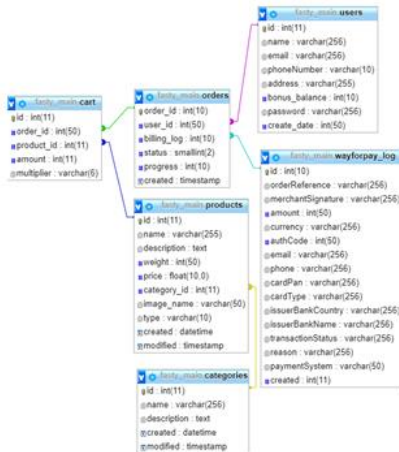 fasty_main.cart
id : int(11)
order_id : int(50)
product_id : int(11)
amount : int(11)
multiplier : varchar(6)
fasty_main.orders
order_id : int(10)
user_id : int(50)
billing_log : int(10)
status : smallint(2)
progress : int(10)
created : timestamp
fasty_main.users
id : int(11)
name : varchar(256)
email : varchar(256)
phoneNumber : varchar(10)
address : varchar(255)
bonus_balance : int(10)
password : varchar(256)
create_date : int(50)
fasty_main.products
id : int(11)
name : varchar(255)
description : text
weight : int(50)
price : float(10,0)
category_id : int(11)
image_name : varchar(50)
type : varchar(10)
created : datetime
modified : timestamp
fasty_main.wayforpay_log
id : int(10)
orderReference : varchar(256)
merchantSignature : varchar(256)
amount : int(50)
currency : varchar(256)
authCode : int(50)
email : varchar(256)
phone : varchar(256)
cardPan : varchar(256)
cardType : varchar(256)
issuerBankCountry : varchar(256)
issuerBankName : varchar(256)
transactionStatus : varchar(256)
reason : varchar(256)
paymentSystem : varchar(50)
created : int(11)
fasty_main.categories
id : int(11)
name : varchar(256)
description : text
created : datetime
modified : timestamp